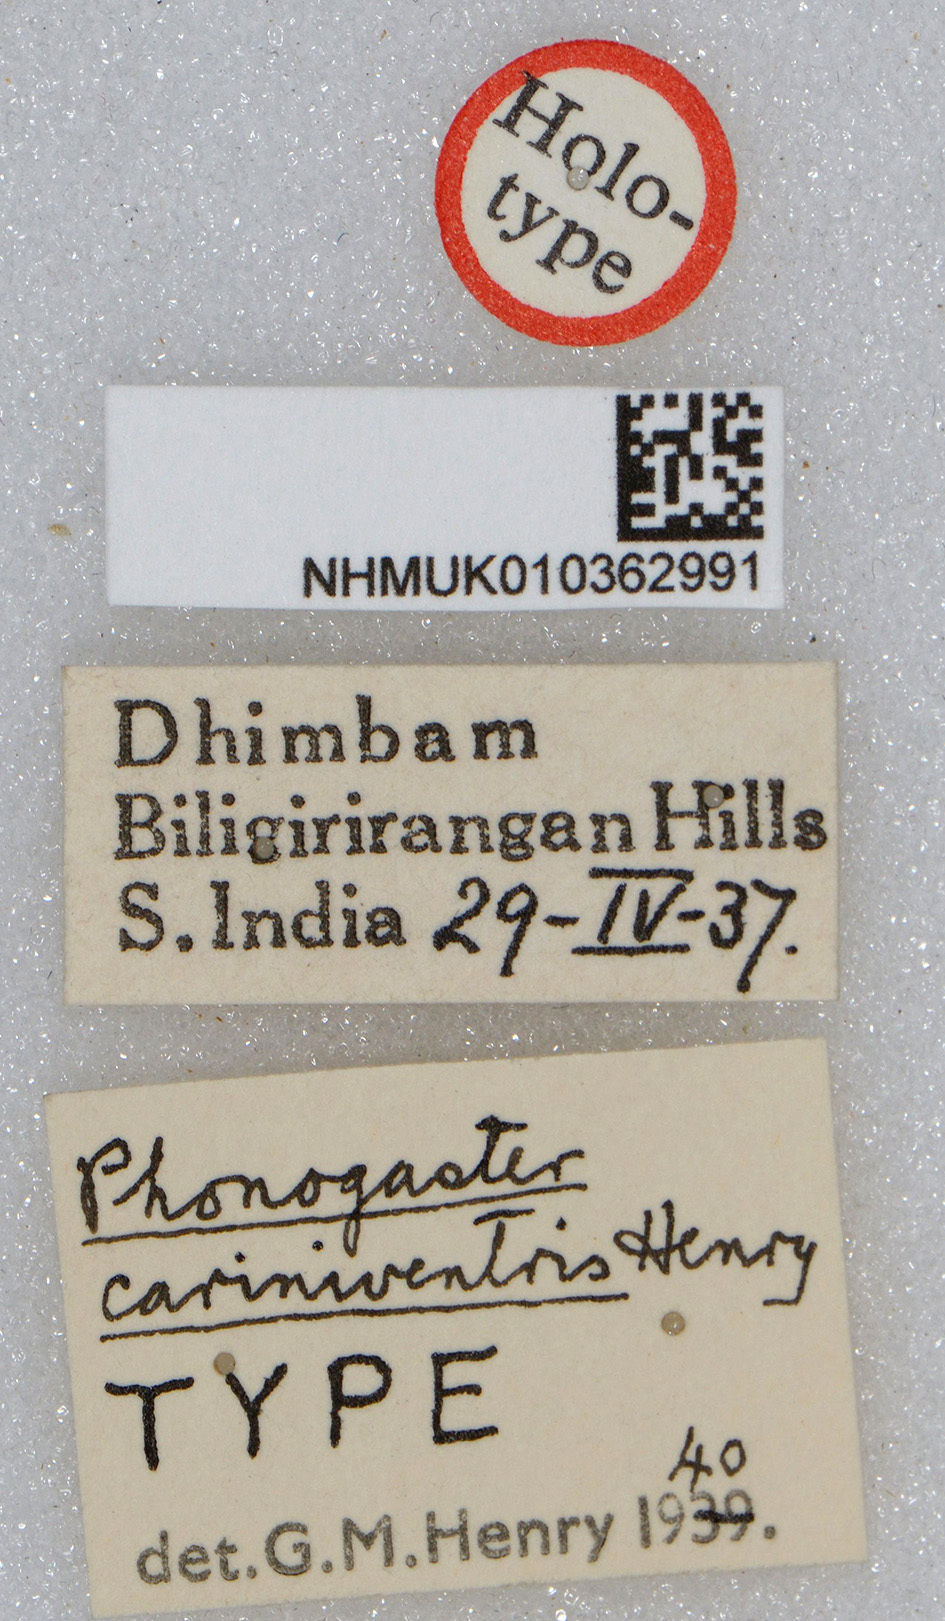 Holo-
type
NHMUK010362991
Dhimbam
Biligirirangan Hills
S. India 29-IV-37.
Phonogaster
cariniventris Henry
TYPE
40
det. G. M. Henry 1939.